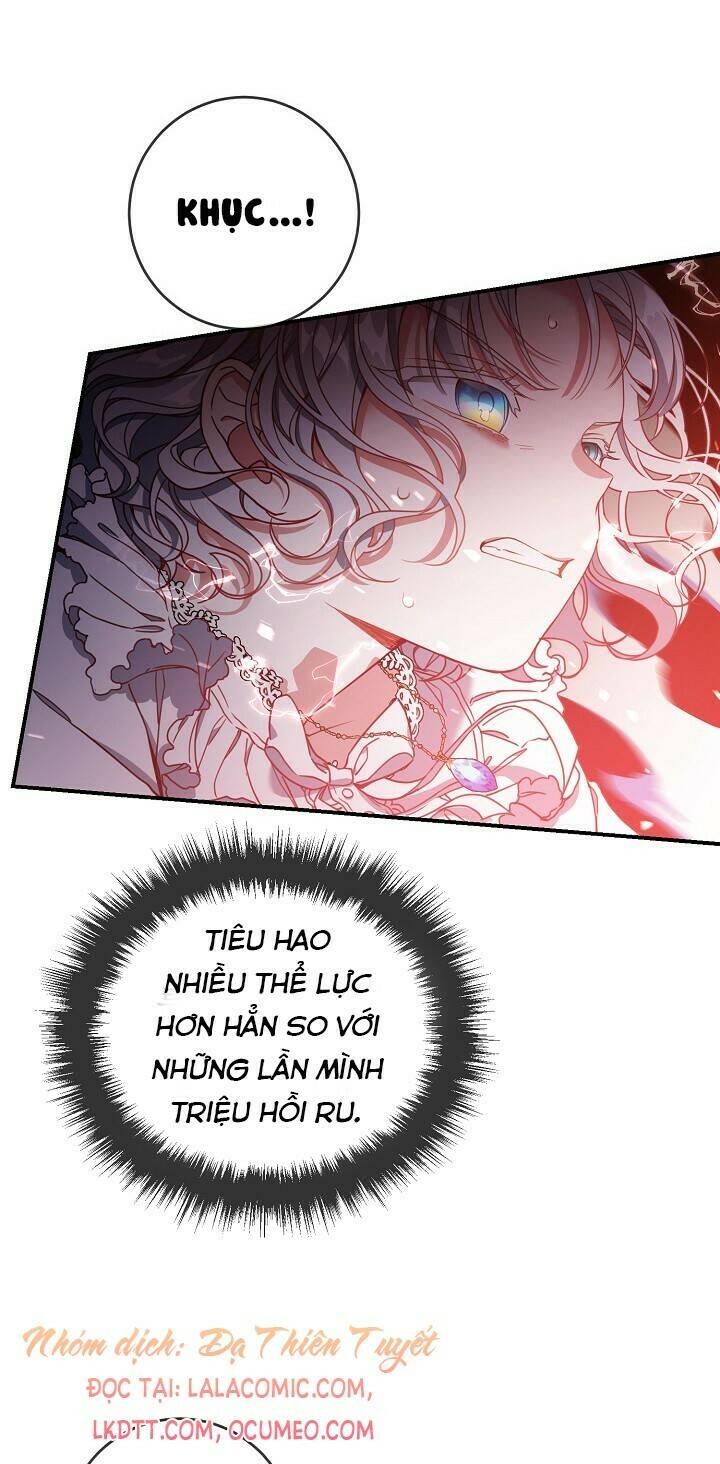 KHỤC...!
TIÊU HAO
NHIỀU THỂ LỰC
HƠN HẲN SO VỚI
NHỮNG LẦN MÌNH
TRIỆU HỒI RU.
Nhóm dịch: Dạ Thiên Tuyết
ĐỌC TẠI: LALACOMIC.COM,
LKDTT.COM, OCUMEO.COM